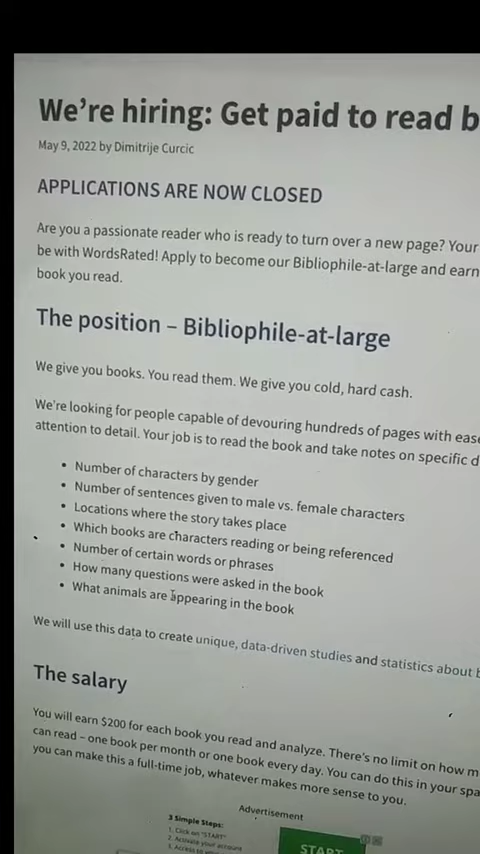 We're hiring: Get paid to read b
May 9, 2022 by Dimitrije Curcic
APPLICATIONS ARE NOW CLOSED
Are you a passionate reader who is ready to turn over a new page? Your
be with WordsRated! Apply to become our Bibliophile-at-large and earn
book you read.
The position – Bibliophile-at-large
We give you books. You read them. We give you cold, hard cash.
We're looking for people capable of devouring hundreds of pages with ease
attention to detail. Your job is to read the book and take notes on specific d
• Number of characters by gender
• Number of sentences given to male vs. female characters
• Locations where the story takes place
• Which books are characters reading or being referenced
• Number of certain words or phrases
• How many questions were asked in the book
• What animals are appearing in the book
We will use this data to create unique, data-driven studies and statistics about b
The salary
You will earn $200 for each book you read and analyze. There's no limit on how m
can read – one book per month or one book every day. You can do this in your spa
you can make this a full-time job, whatever makes more sense to you.
Advertisement
3 Simple Steps:
1. Click on "START"
2. Activate your account
3. Access to
START